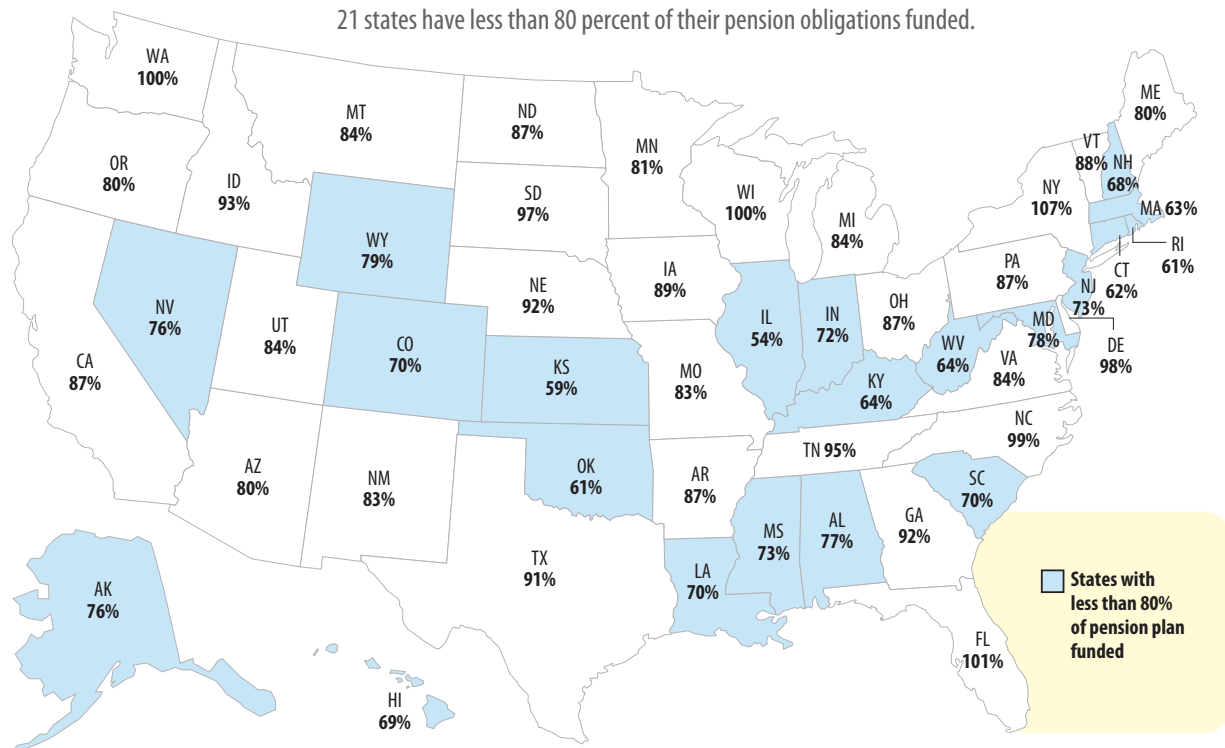 21 states have less than 80 percent of their pension obligations funded.
WA
100%
MT
84%
ND
87%
MN
81%
ME
80%
VT
88%
NH
68%
OR
80%
ID
93%
SD
97%
WI
100%
MI
84%
NY
107%
MA 63%
RI
61%
CT
62%
WY
79%
IA
89%
PA
87%
NJ
73%
NV
76%
NE
92%
IL
54%
IN
72%
OH
87%
MD
78%
DE
98%
UT
84%
CO
70%
WV
64%
VA
84%
CA
87%
KS
59%
MO
83%
KY
64%
NC
99%
TN 95%
AZ
80%
NM
83%
OK
61%
AR
87%
SC
70%
MS
73%
AL
77%
GA
92%
TX
91%
LA
70%
AK
76%
States with
less than 80%
of pension plan
funded
FL
101%
HI
69%